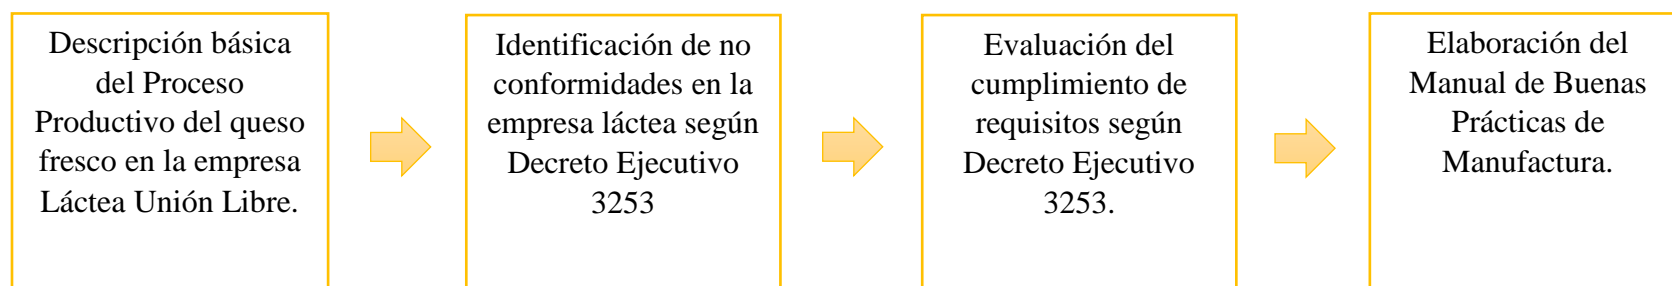 Descripción básica
del Proceso
Productivo del queso
fresco en la empresa
Láctea Unión Libre.
Identificación de no
conformidades en la
empresa láctea según
Decreto Ejecutivo
3253
Evaluación del
cumplimiento de
requisitos según
Decreto Ejecutivo
3253.
Elaboración del
Manual de Buenas
Prácticas de
Manufactura.